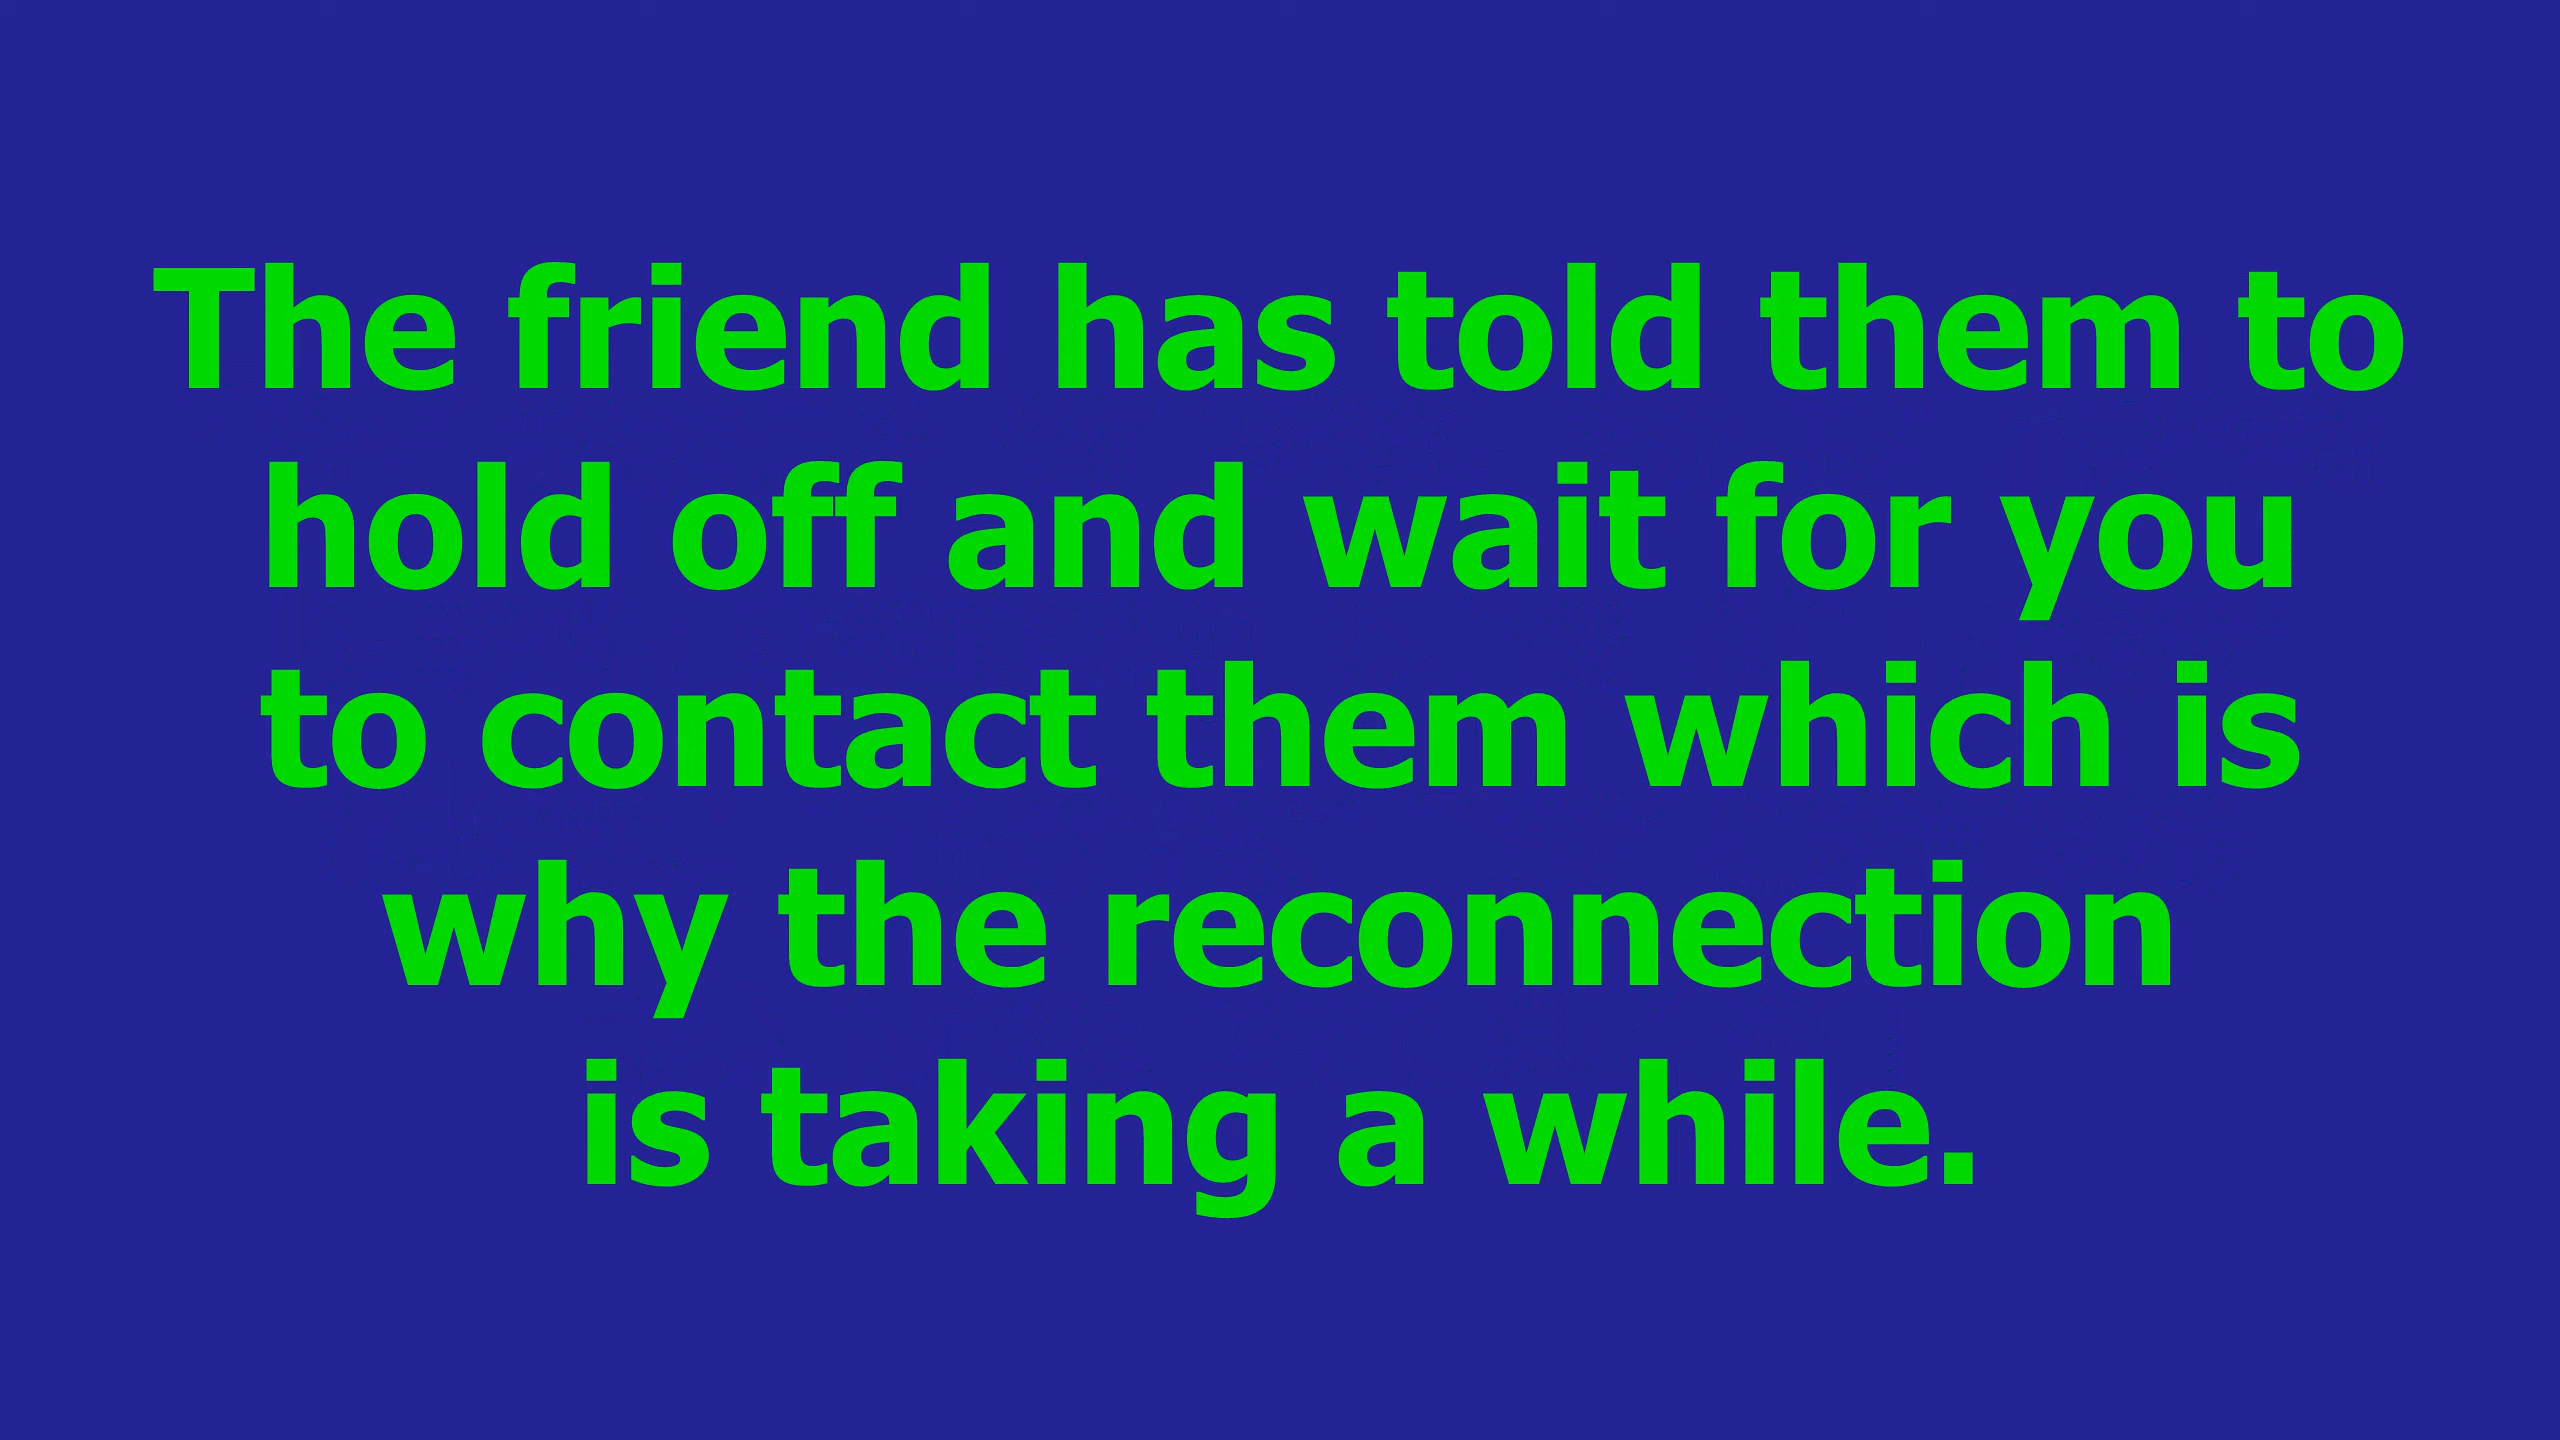 The friend has told them to
hold off and wait for you
to contact them which is
why the reconnection
is taking a while.